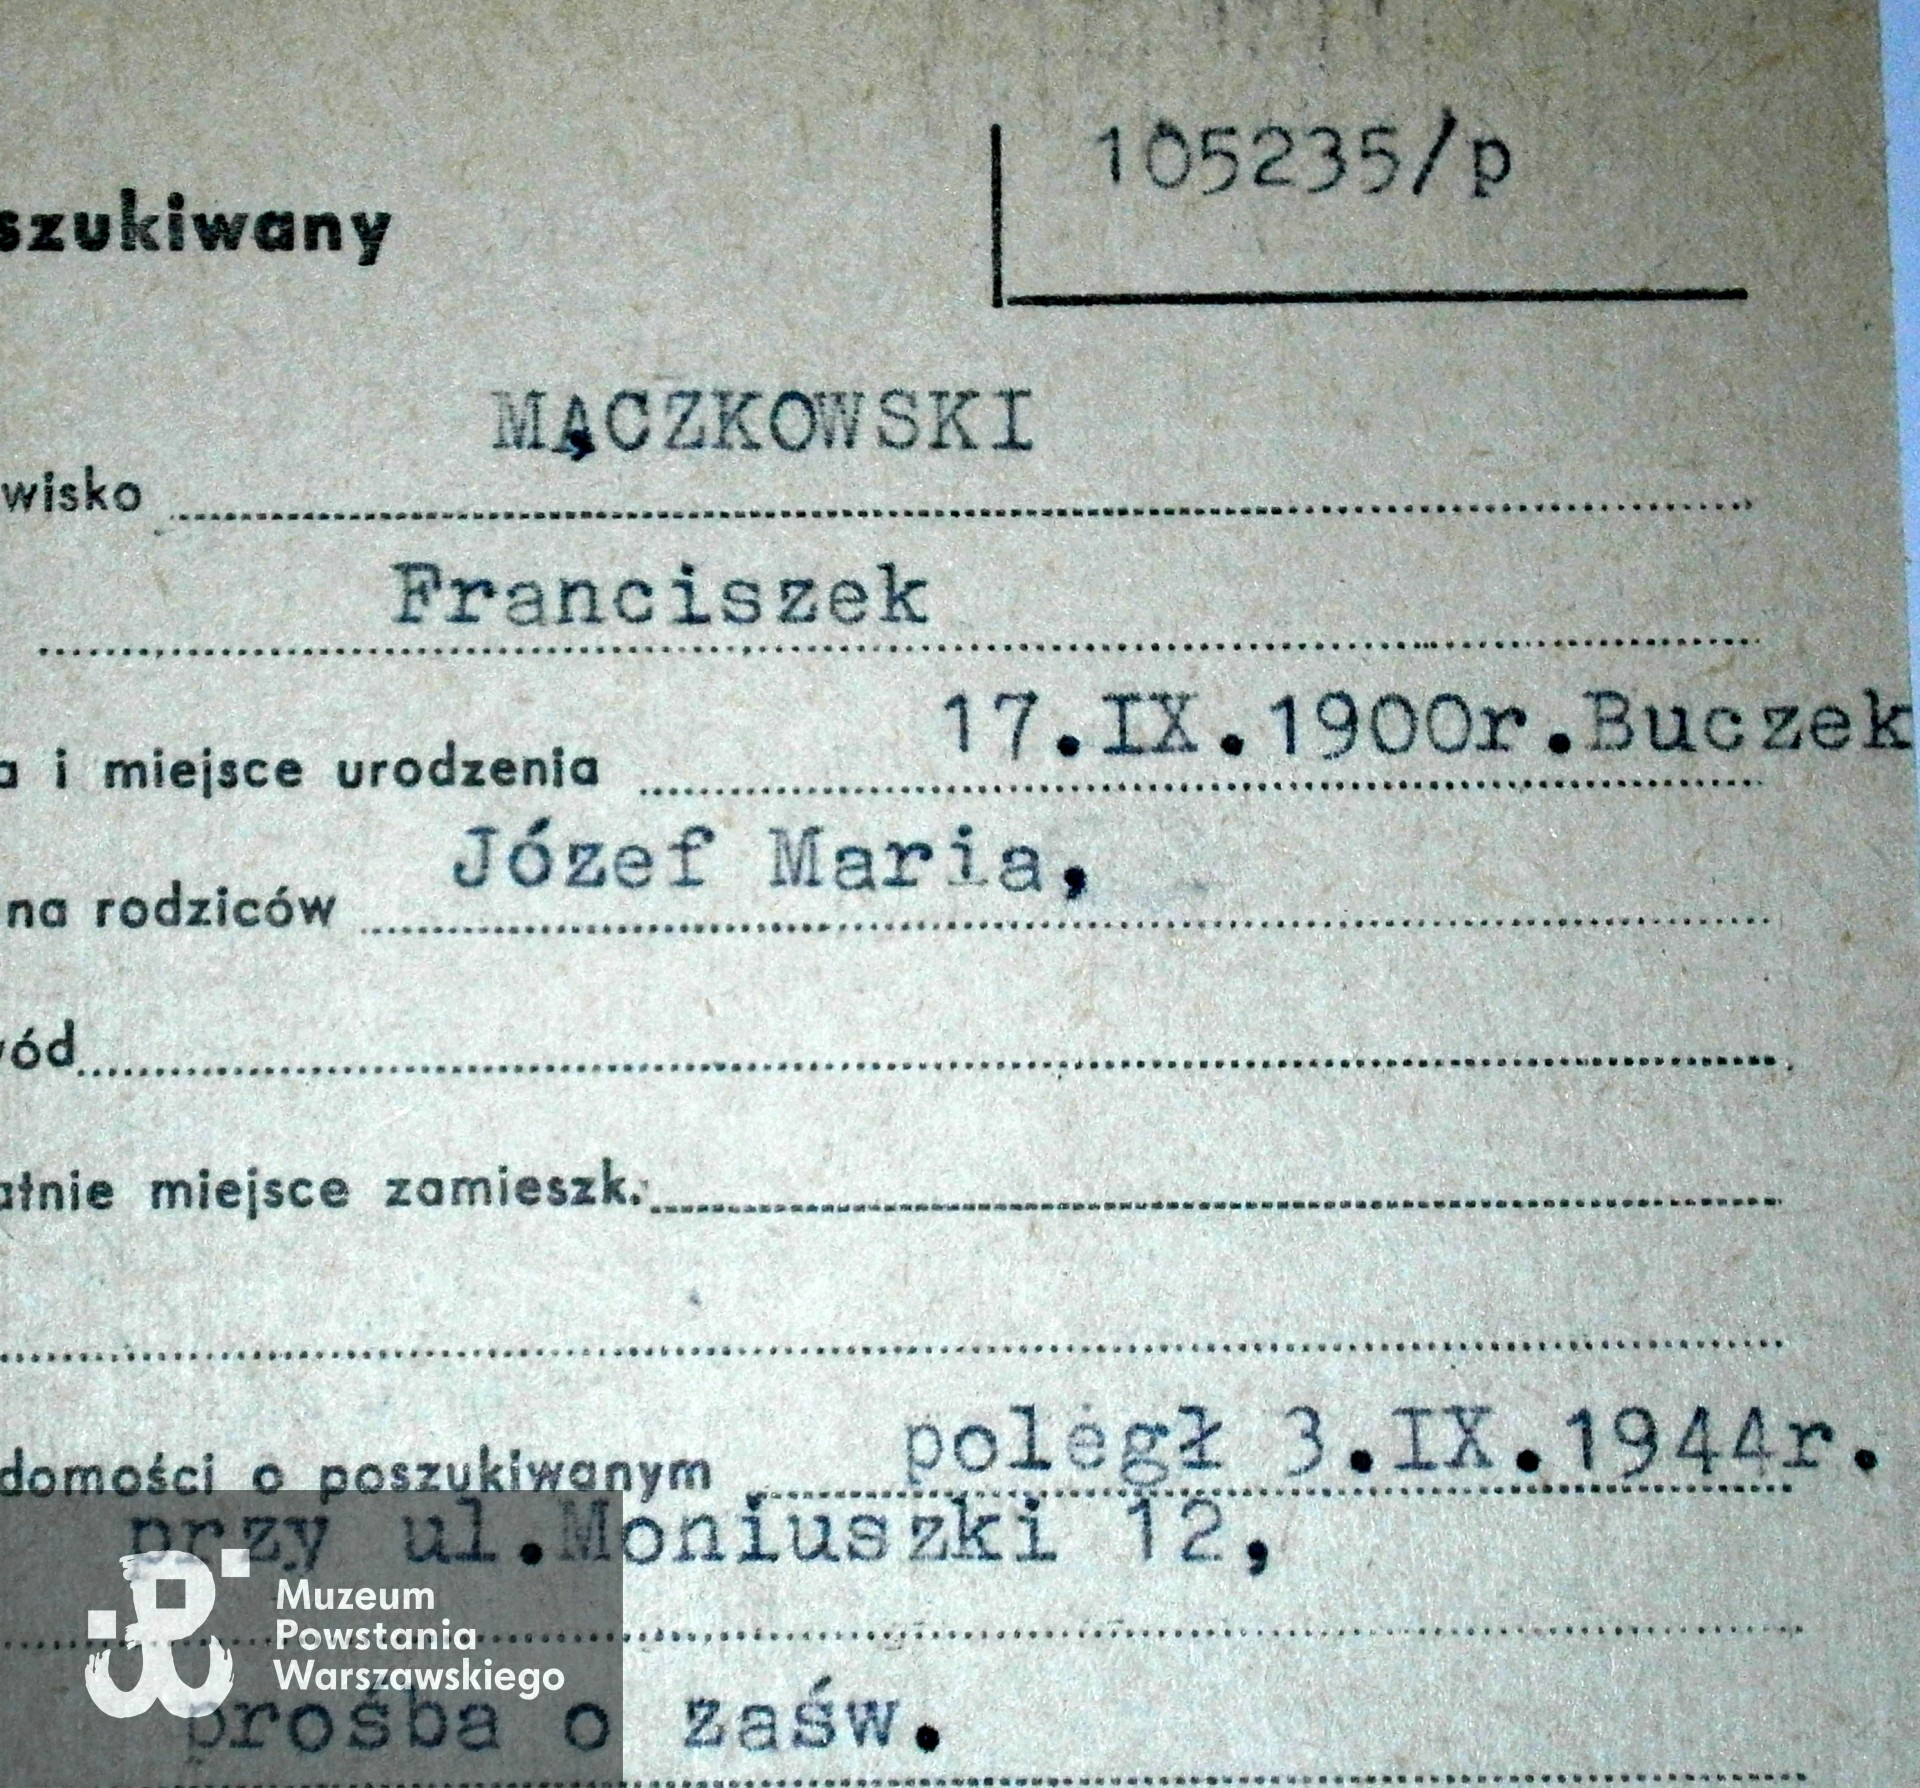 105235/p
szukiwany
MĄCZKOWSKI
wisko
Franciszek
17.IX.1900r.Buczek
a i miejsce urodzenia
Józef Maria,
na rodziców
wód
atnie miejsce zamieszk.
poległ 3.IX.1944r.
domości o poszukiwanym
przy ul.Moniuszki 12,
Muzeum
Powstania
Warszawskiego
prośba o zaśw.